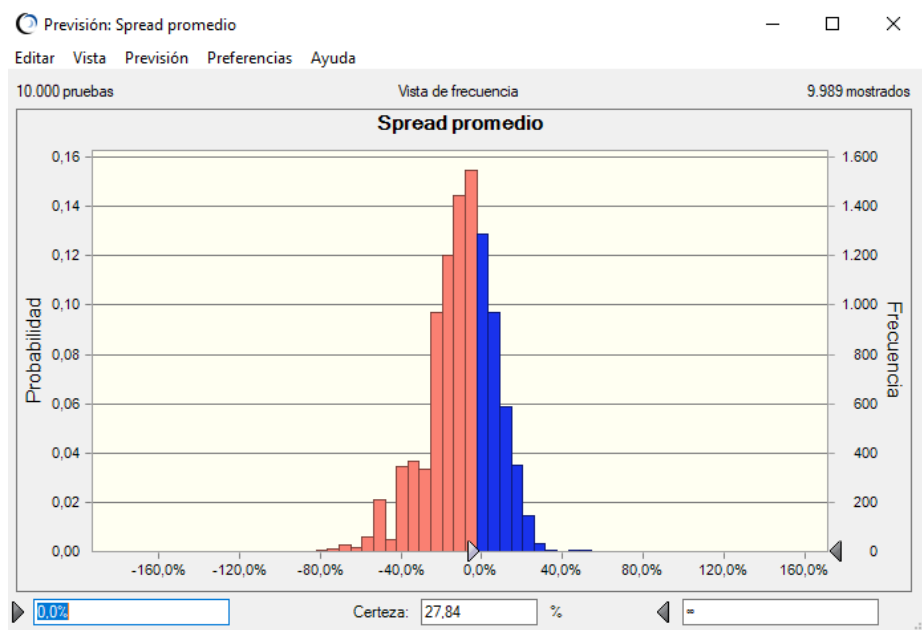 Previsión: Spread promedio
Editar Vista Previsión Preferencias Ayuda
10.000 pruebas Vista de frecuencia 9.989 mostrados
Spread promedio
0,16 1.600
0,14 1.400
0,12 1.200
0,10 1.000
0,08 800
0,06 600
0,04 400
0,02 200
0,00 0
Probabilidad
Frecuencia
-160,0% -120,0% -80,0% -40,0% 0,0% 40,0% 80,0% 120,0% 160,0%
0,0% Certeza: 27,84 % ∞